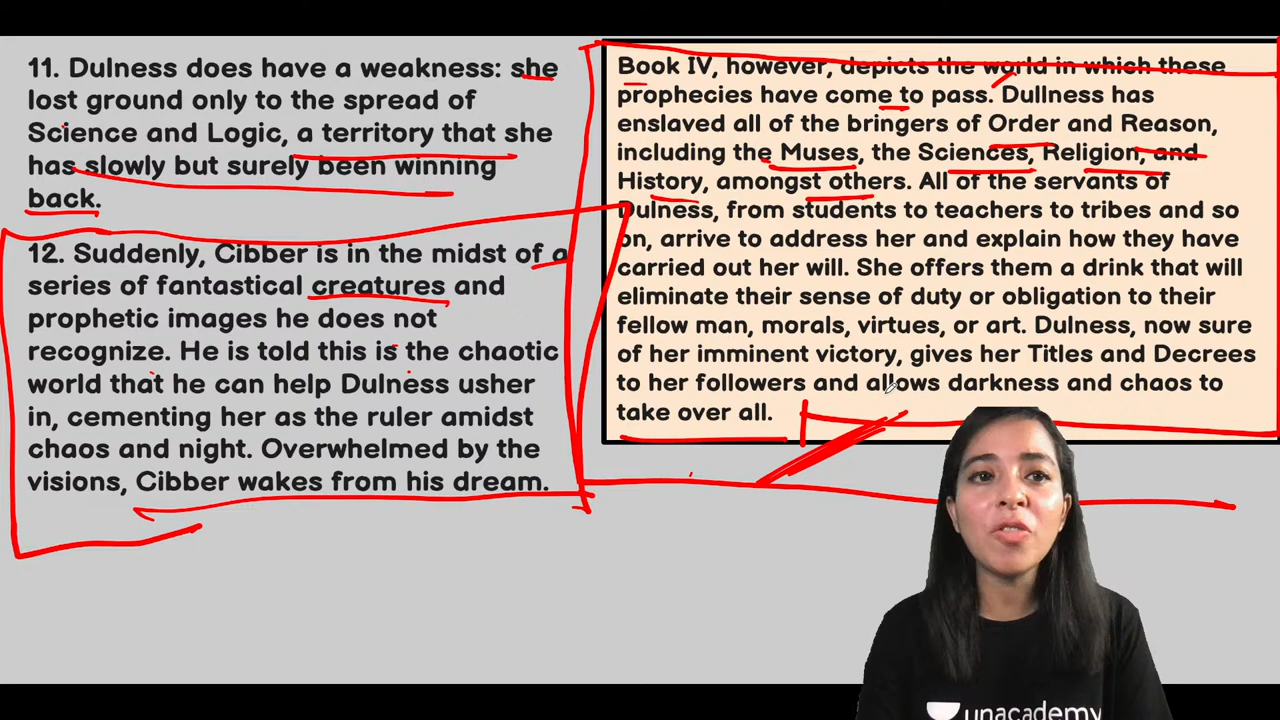 11. Dulness does have a weakness: she
lost ground only to the spread of
Science and Logic, a territory that she
has slowly but surely been winning
back.
12. Suddenly, Cibber is in the midst of a
series of fantastical creatures and
prophetic images he does not
recognize. He is told this is the chaotic
world that he can help Dulness usher
in, cementing her as the ruler amidst
chaos and night. Overwhelmed by the
visions, Cibber wakes from his dream.
Book IV, however, depicts the world in which these
prophecies have come to pass. Dullness has
enslaved all of the bringers of Order and Reason,
including the Muses, the Sciences, Religion, and
History, amongst others. All of the servants of
Dulness, from students to teachers to tribes and so
on, arrive to address her and explain how they have
carried out her will. She offers them a drink that will
eliminate their sense of duty or obligation to their
fellow man, morals, virtues, or art. Dulness, now sure
of her imminent victory, gives her Titles and Decrees
to her followers and allows darkness and chaos to
take over all.
unacademy